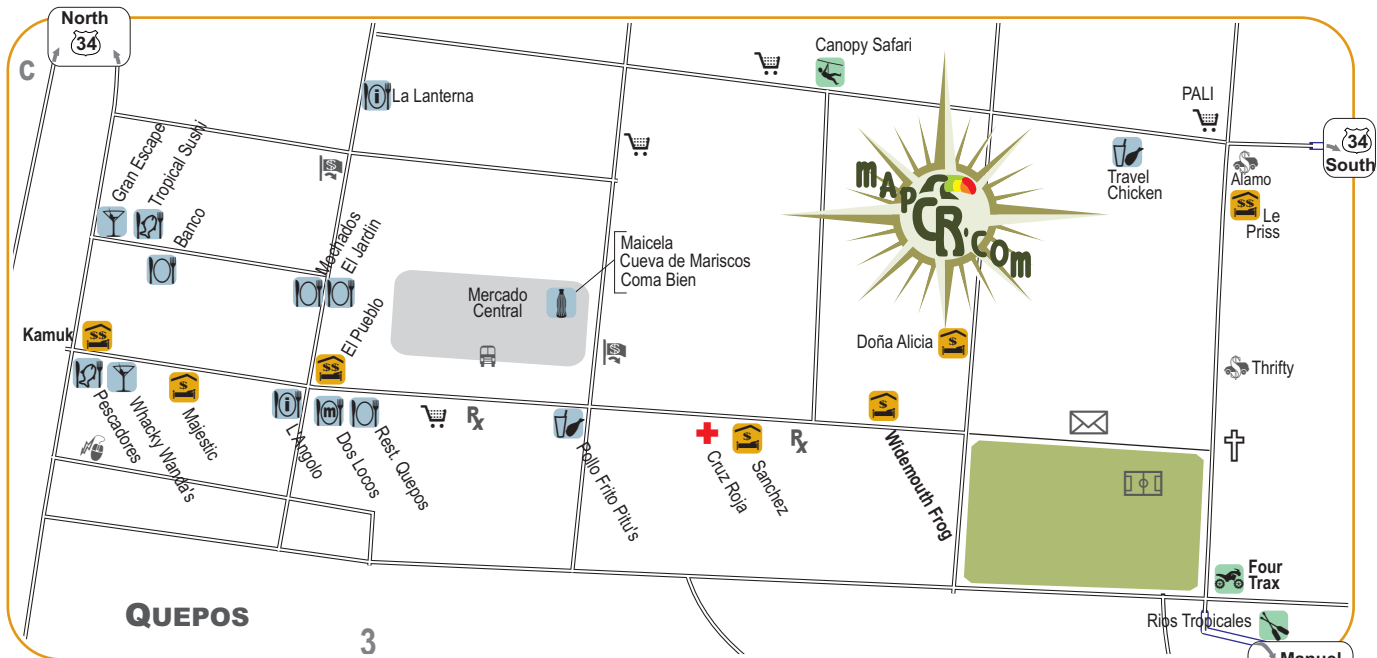 North
34
C
Canopy Safari
La Lanterna
PALI
34
South
Travel
Chicken
$
Alamo
$$
Le
Priss
mAPCR.com
Gran Escape
Tropical Sushi
Banco
$
Machados
El Jardin
Maicela
Cueva de Mariscos
Coma Bien
Mercado
Central
Kamuk
$$
El Pueblo
$$
$
Doña Alicia
$
$
Thrifty
Pescadores
Whacky Wanda's
$
Majestic
i
L'Angolo
m
Dos Locos
Rest. Quepos
Rx
Pollo Frito Pitu's
Cruz Roja
$
Sanchez
Rx
$
Widemouth Frog
Four
Trax
Rios Tropicales
QUEPOS
3
Manuel